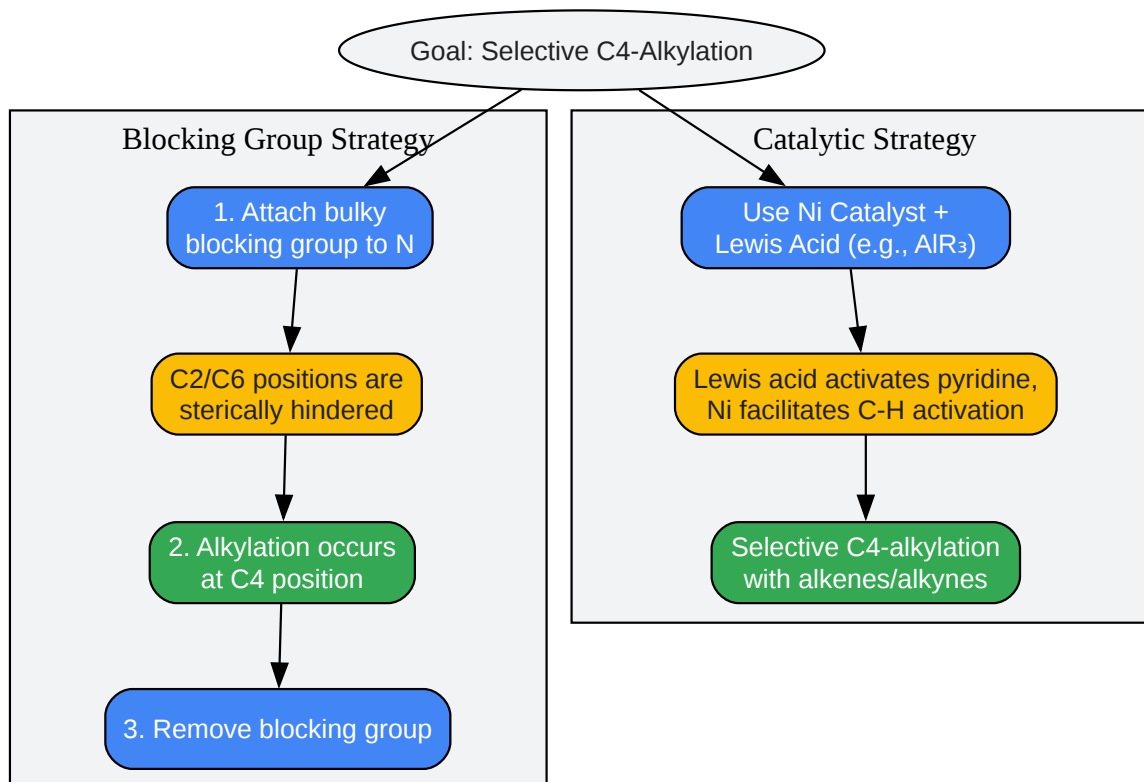 Goal: Selective C4-Alkylation
Blocking Group Strategy
1. Attach bulky
blocking group to N
C2/C6 positions are
sterically hindered
2. Alkylation occurs
at C4 position
3. Remove blocking group
Catalytic Strategy
Use Ni Catalyst +
Lewis Acid (e.g., AlR₃)
Lewis acid activates pyridine,
Ni facilitates C-H activation
Selective C4-alkylation
with alkenes/alkynes